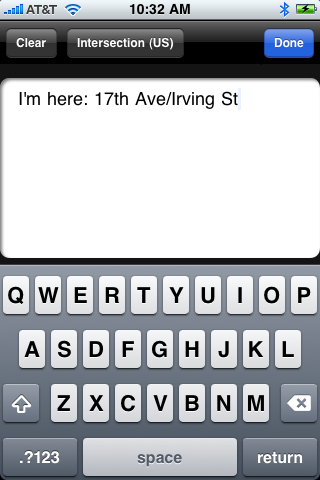 AT&T 10:32 AM
Clear Intersection (US) Done
I'm here: 17th Ave/Irving St
Q W E R T Y U I O P
A S D F G H J K L
Z X C V B N M
.?123 space return